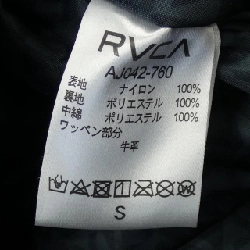 RVCA
AJ042-760
表地 ナイロン 100%
裏地 ポリエステル 100%
中綿 ポリエステル 100%
ワッペン部分
牛革
S